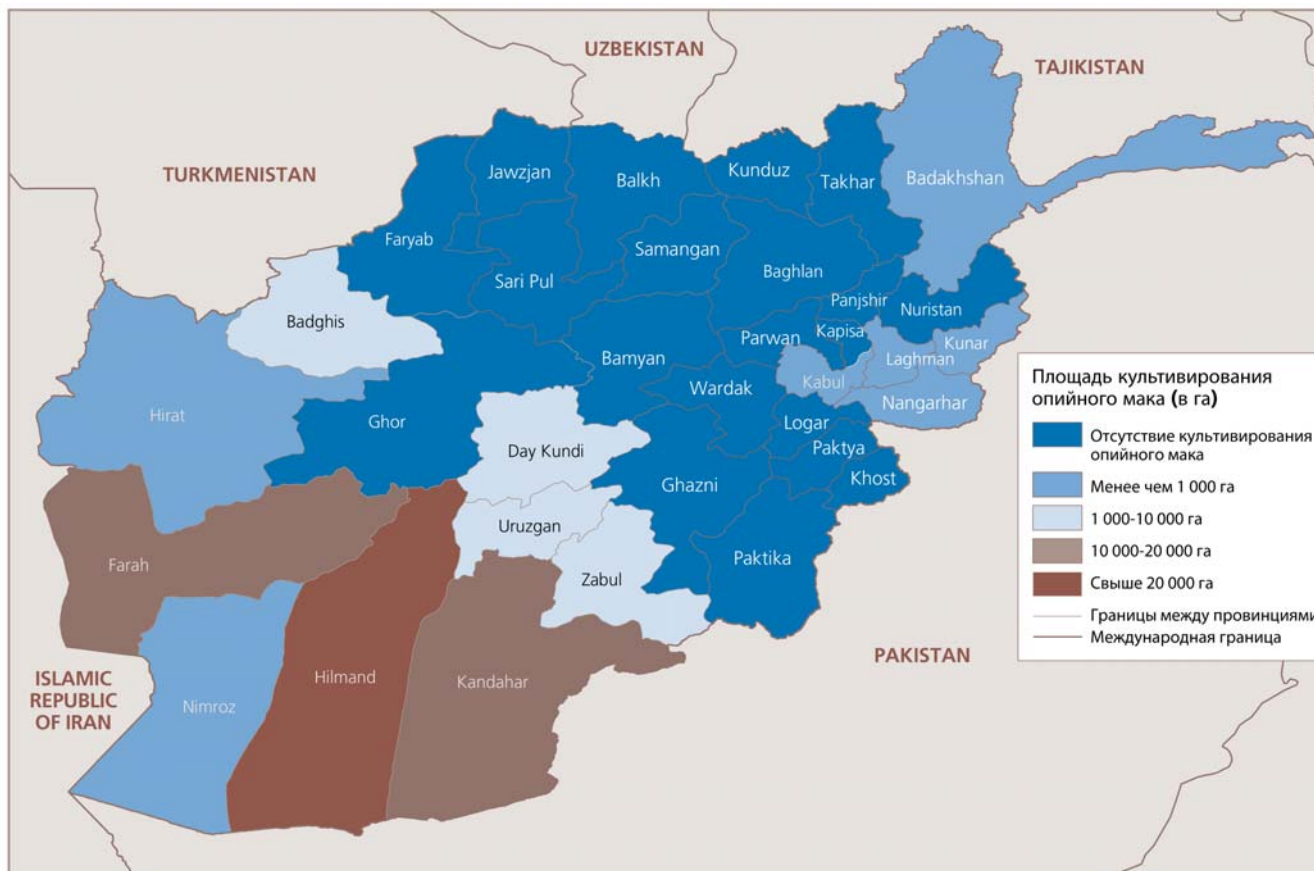 UZBEKISTAN
TAJIKISTAN
TURKMENISTAN
Jawzjan
Balkh
Kunduz
Takhar
Badakhshan
Faryab
Samangan
Sari Pul
Baghlan
Panjshir
Nuristan
Badghis
Bamyan
Parwan
Kapisa
Kunar
Laghman
Kabul
Wardak
Nangarhar
Hirat
Ghor
Logar
Paktya
Day Kundi
Khost
Ghazni
Uruzgan
Paktika
Farah
Zabul
PAKISTAN
ISLAMIC
REPUBLIC
OF IRAN
Hilmand
Kandahar
Nimroz
Площадь культивирования
опийного мака (в га)
Отсутствие культивирования
опийного мака
Менее чем 1 000 га
1 000-10 000 га
10 000-20 000 га
Свыше 20 000 га
Границы между провинциями
Международная граница